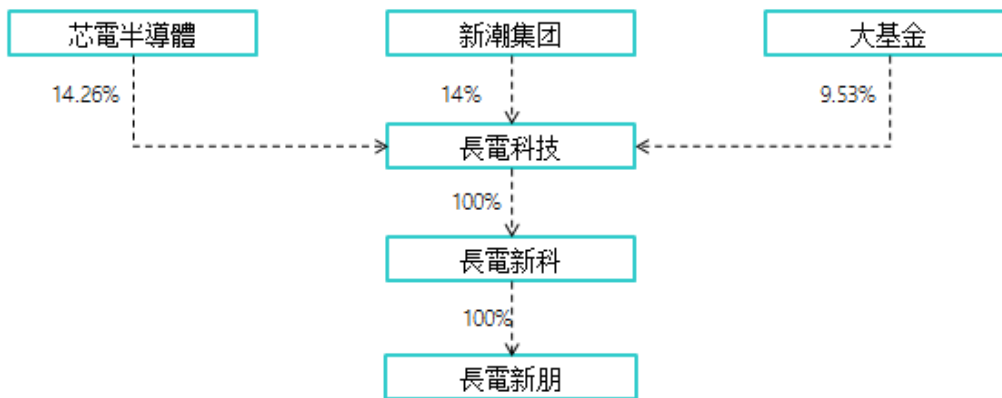 芯電半導體
新潮集团
大基金
14.26%
14%
9.53%
長電科技
100%
長電新科
100%
長電新朋